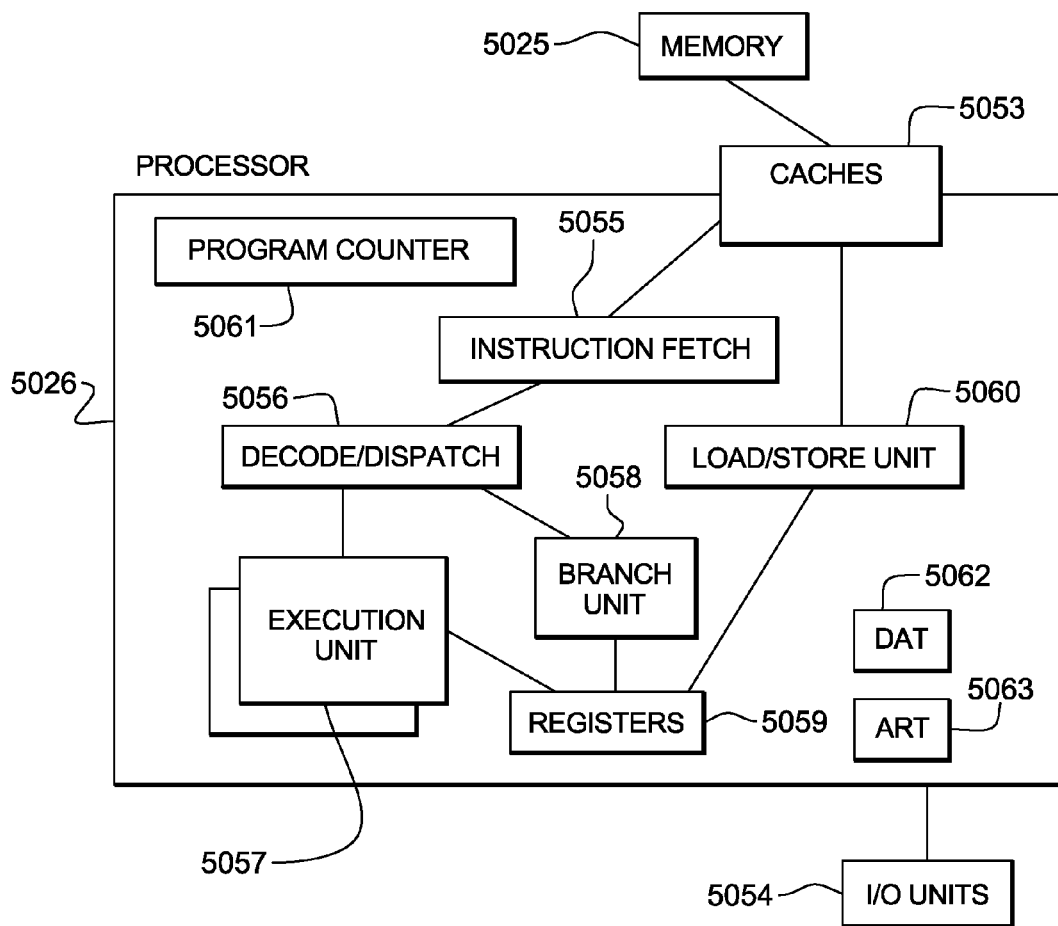 5025
MEMORY
5053
CACHES
PROCESSOR
PROGRAM COUNTER
5061
5055
INSTRUCTION FETCH
5026
5056
DECODE/DISPATCH
5060
LOAD/STORE UNIT
5058
BRANCH
UNIT
EXECUTION
UNIT
5062
DAT
5063
ART
REGISTERS
5059
5057
5054
I/O UNITS